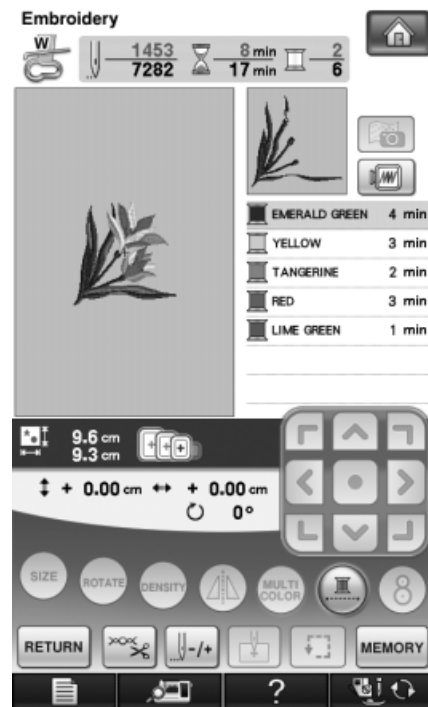 Embroidery
W
1453 8 min 2
7282 17 min 6
EMERALD GREEN 4 min
YELLOW 3 min
TANGERINE 2 min
RED 3 min
LIME GREEN 1 min
9.6 cm
9.3 cm
+ 0.00 cm + 0.00 cm
0°
SIZE ROTATE DENSITY MULTI COLOR 8
RETURN -/+ MEMORY
?